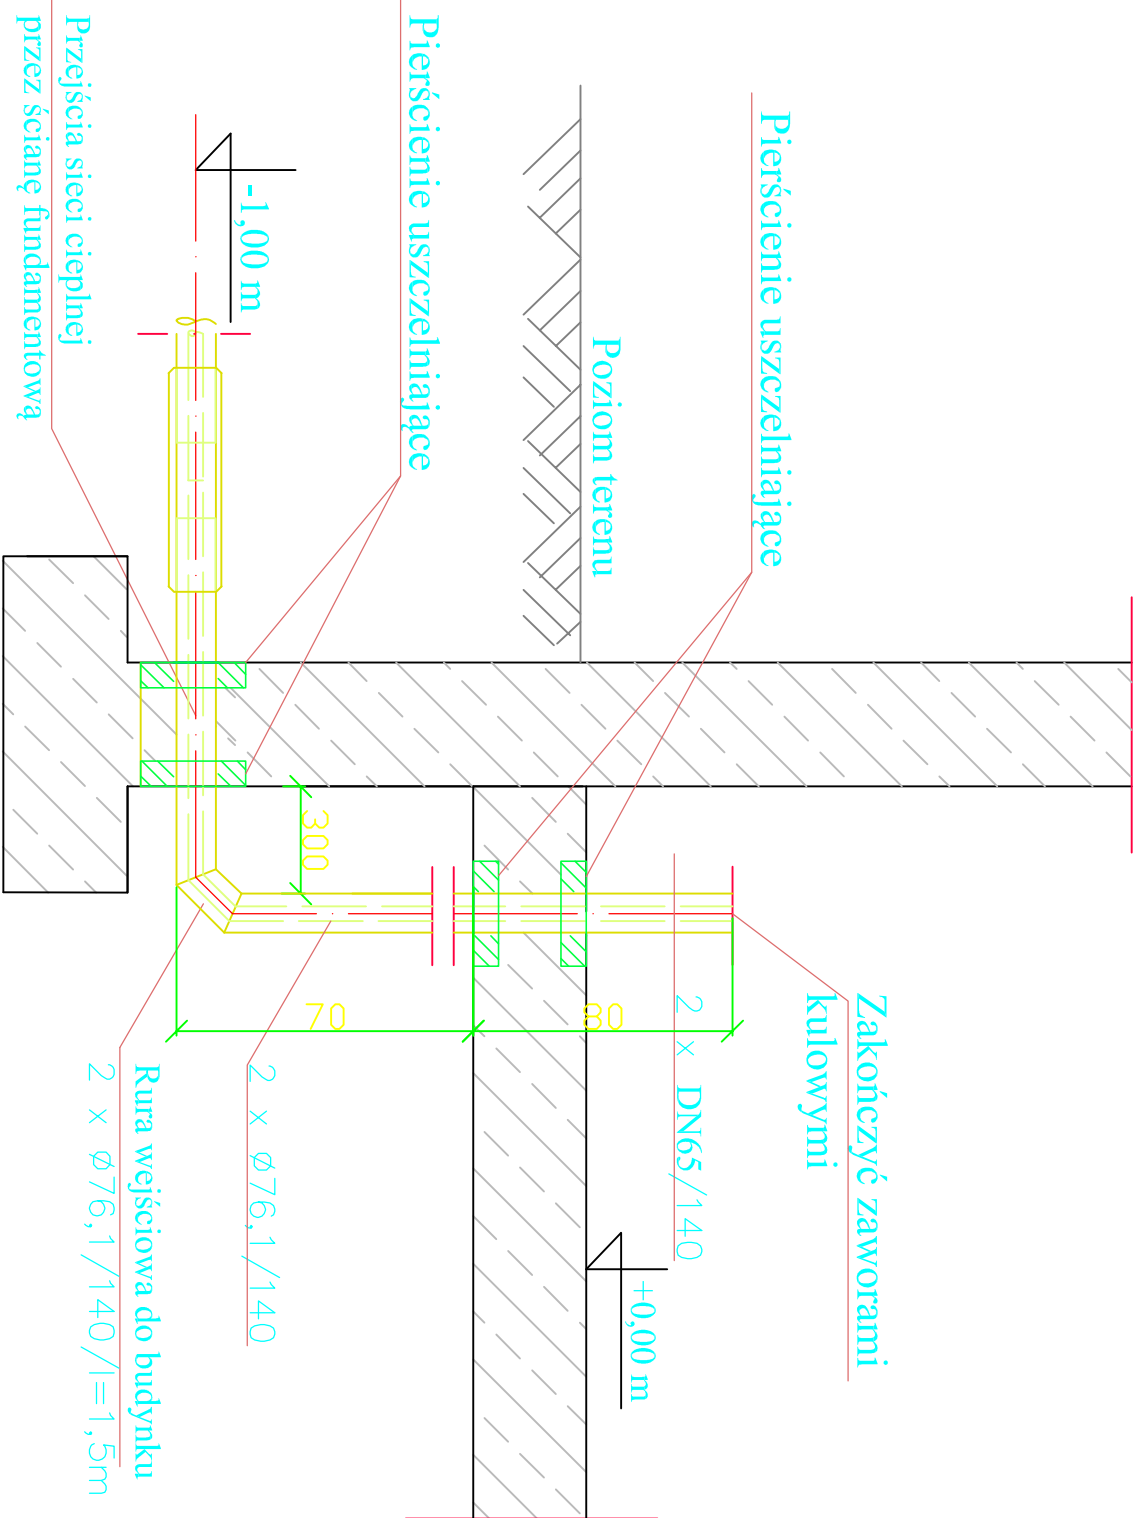 Zakończyć zaworami
kulowymi
Pierścienie uszczelniające
2 x DN65/140
+0,00 m
Poziom terenu
80
Pierścienie uszczelniające
70
300
-1,00 m
2 x Ø76,1/140
Przejścia sieci cieplnej
przez ścianę fundamentową
Rura wejściowa do budynku
2 x Ø76,1/140/l=1,5m